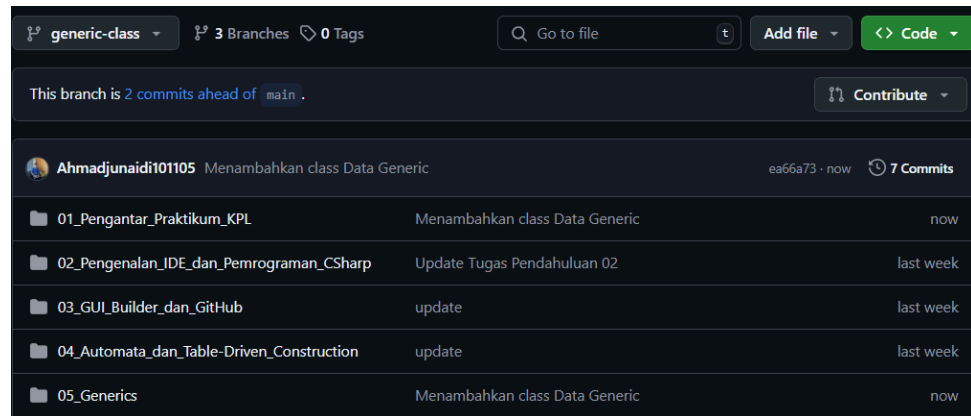 generic-class 3 Branches 0 Tags Go to file t Add file Code
This branch is 2 commits ahead of main .
Contribute
Ahmadjunaidi101105 Menambahkan class Data Generic ea66a73 · now 7 Commits
01_Pengantar_Praktikum_KPL Menambahkan class Data Generic now
02_Pengenalan_IDE_dan_Pemrograman_CSharp Update Tugas Pendahuluan 02 last week
03_GUI_Builder_dan_GitHub update last week
04_Automata_dan_Table-Driven_Construction update last week
05_Generics Menambahkan class Data Generic now